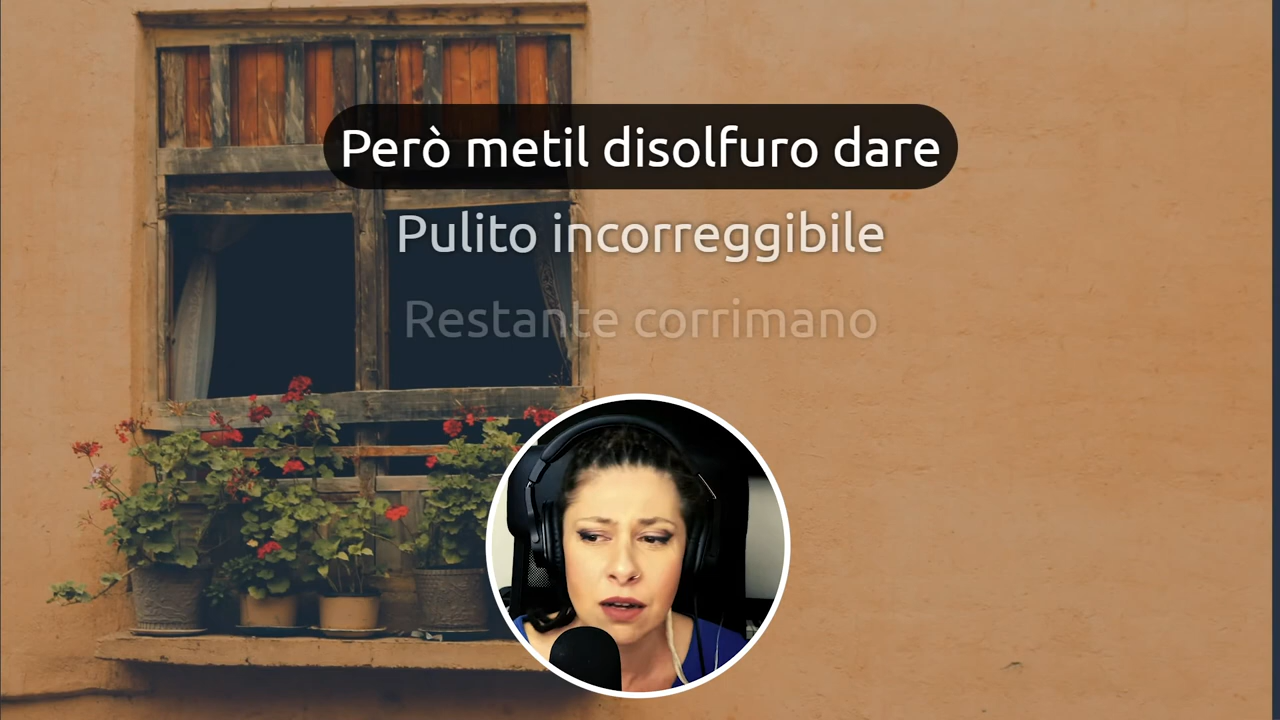 Però metil disolfuro dare
Pulito incorreggibile
Restante corrimano